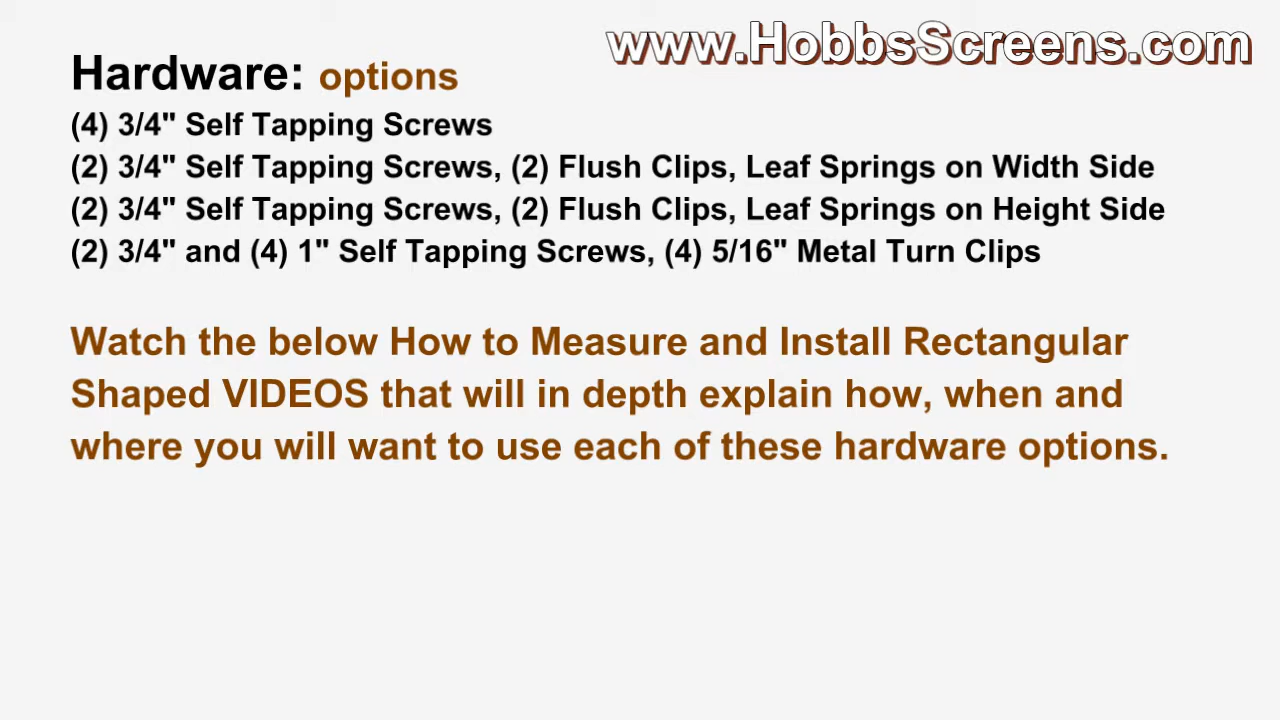 www.HobbsScreens.com
Hardware: options
(4) 3/4" Self Tapping Screws
(2) 3/4" Self Tapping Screws, (2) Flush Clips, Leaf Springs on Width Side
(2) 3/4" Self Tapping Screws, (2) Flush Clips, Leaf Springs on Height Side
(2) 3/4" and (4) 1" Self Tapping Screws, (4) 5/16" Metal Turn Clips
Watch the below How to Measure and Install Rectangular
Shaped VIDEOS that will in depth explain how, when and
where you will want to use each of these hardware options.